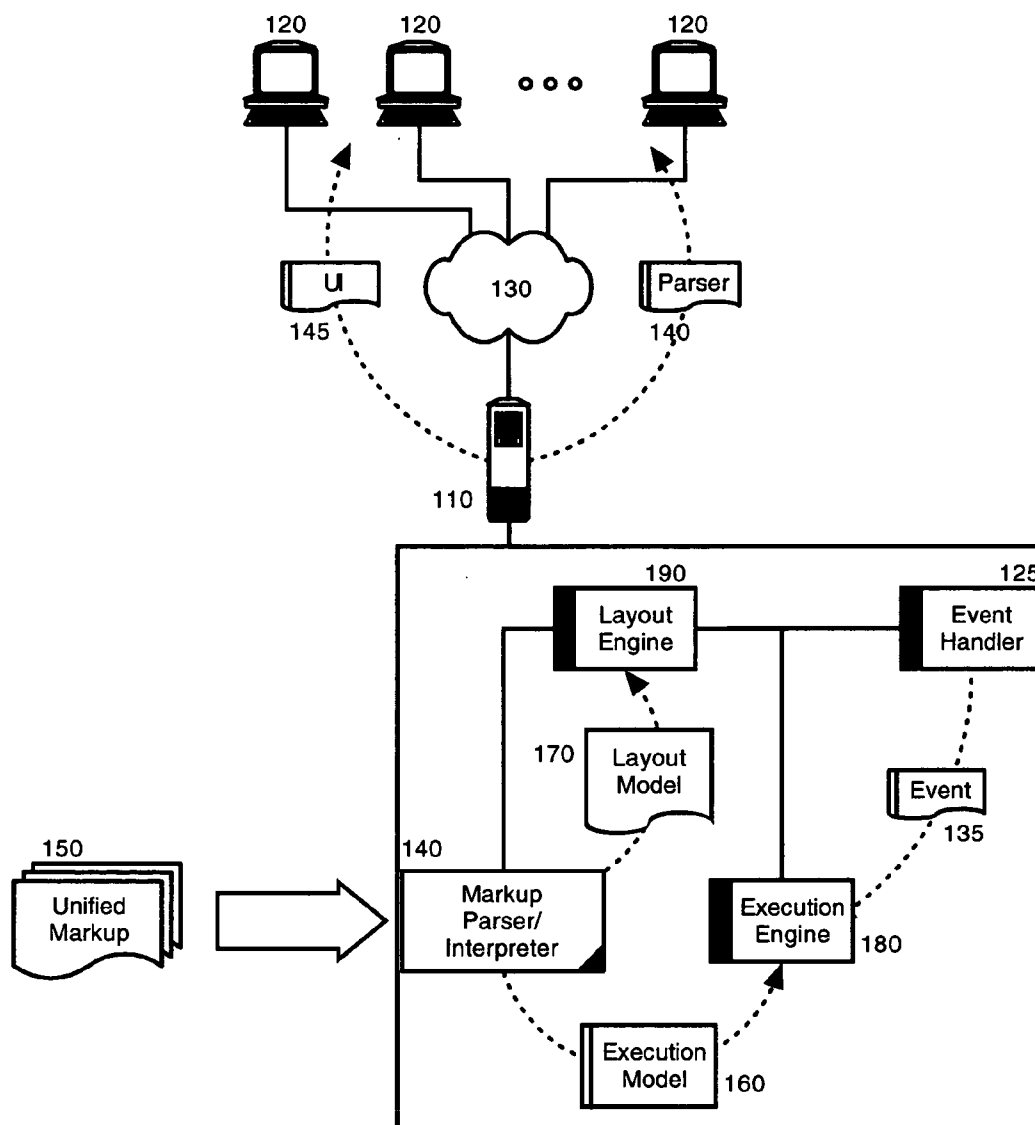 120
120
120
UI
130
Parser
145
140
110
190
125
Layout
Engine
Event
Handler
170
Layout
Model
Event
135
150
140
Unified
Markup
Markup
Parser/
Interpreter
Execution
Engine
180
Execution
Model
160